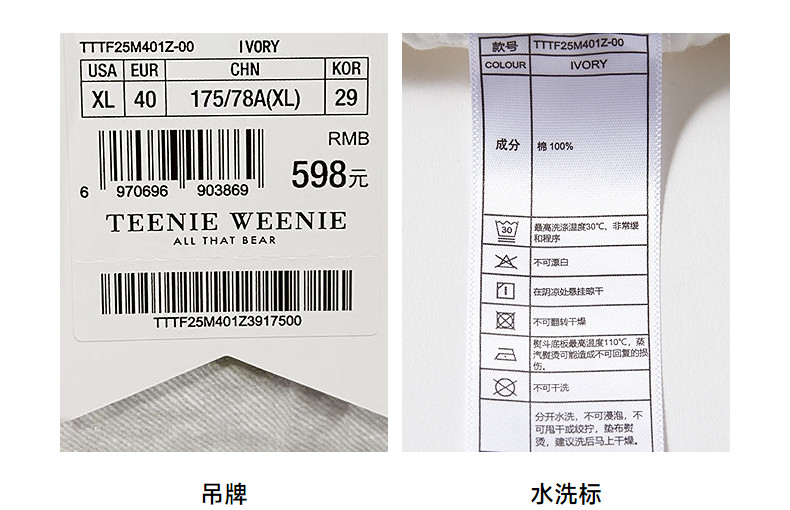 TTTF25M401Z-00 IVORY
USA EUR CHN KOR
XL 40 175/78A(XL) 29
RMB
598元
6 970696 903869
TEENIE WEENIE
ALL THAT BEAR
TTTF25M401Z3917500
吊牌
款号 TTTF25M401Z-00
COLOUR IVORY
成分 棉 100%
30 最高洗涤温度30℃、非常缓
和程序
不可漂白
在阴凉处悬挂晾干
不可翻转干燥
熨斗底板最高温度110℃，蒸
汽熨烫可能造成不可回复的损
伤。
不可干洗
分开水洗，不可浸泡，不
可甩干或绞拧，垫布熨
烫，建议洗后马上干燥。
水洗标